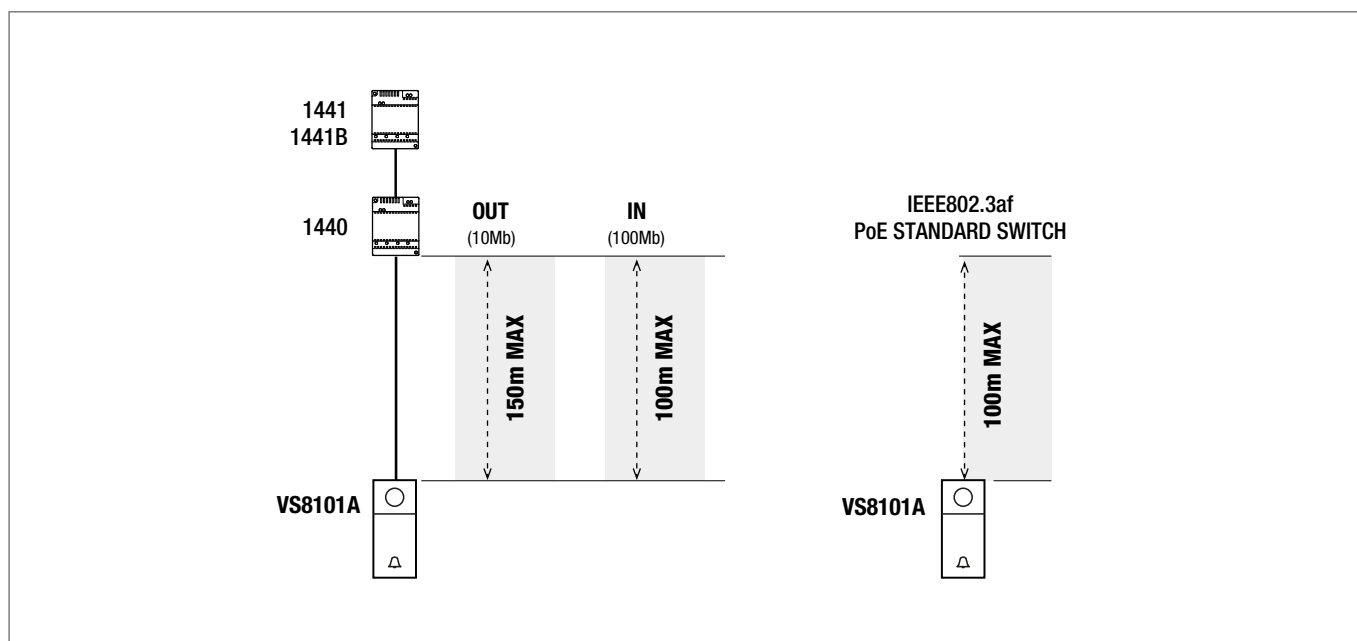 1441
1441B
1440
OUT
(10Mb)
IN
(100Mb)
150m MAX
100m MAX
VS8101A
IEEE802.3af
PoE STANDARD SWITCH
100m MAX
VS8101A